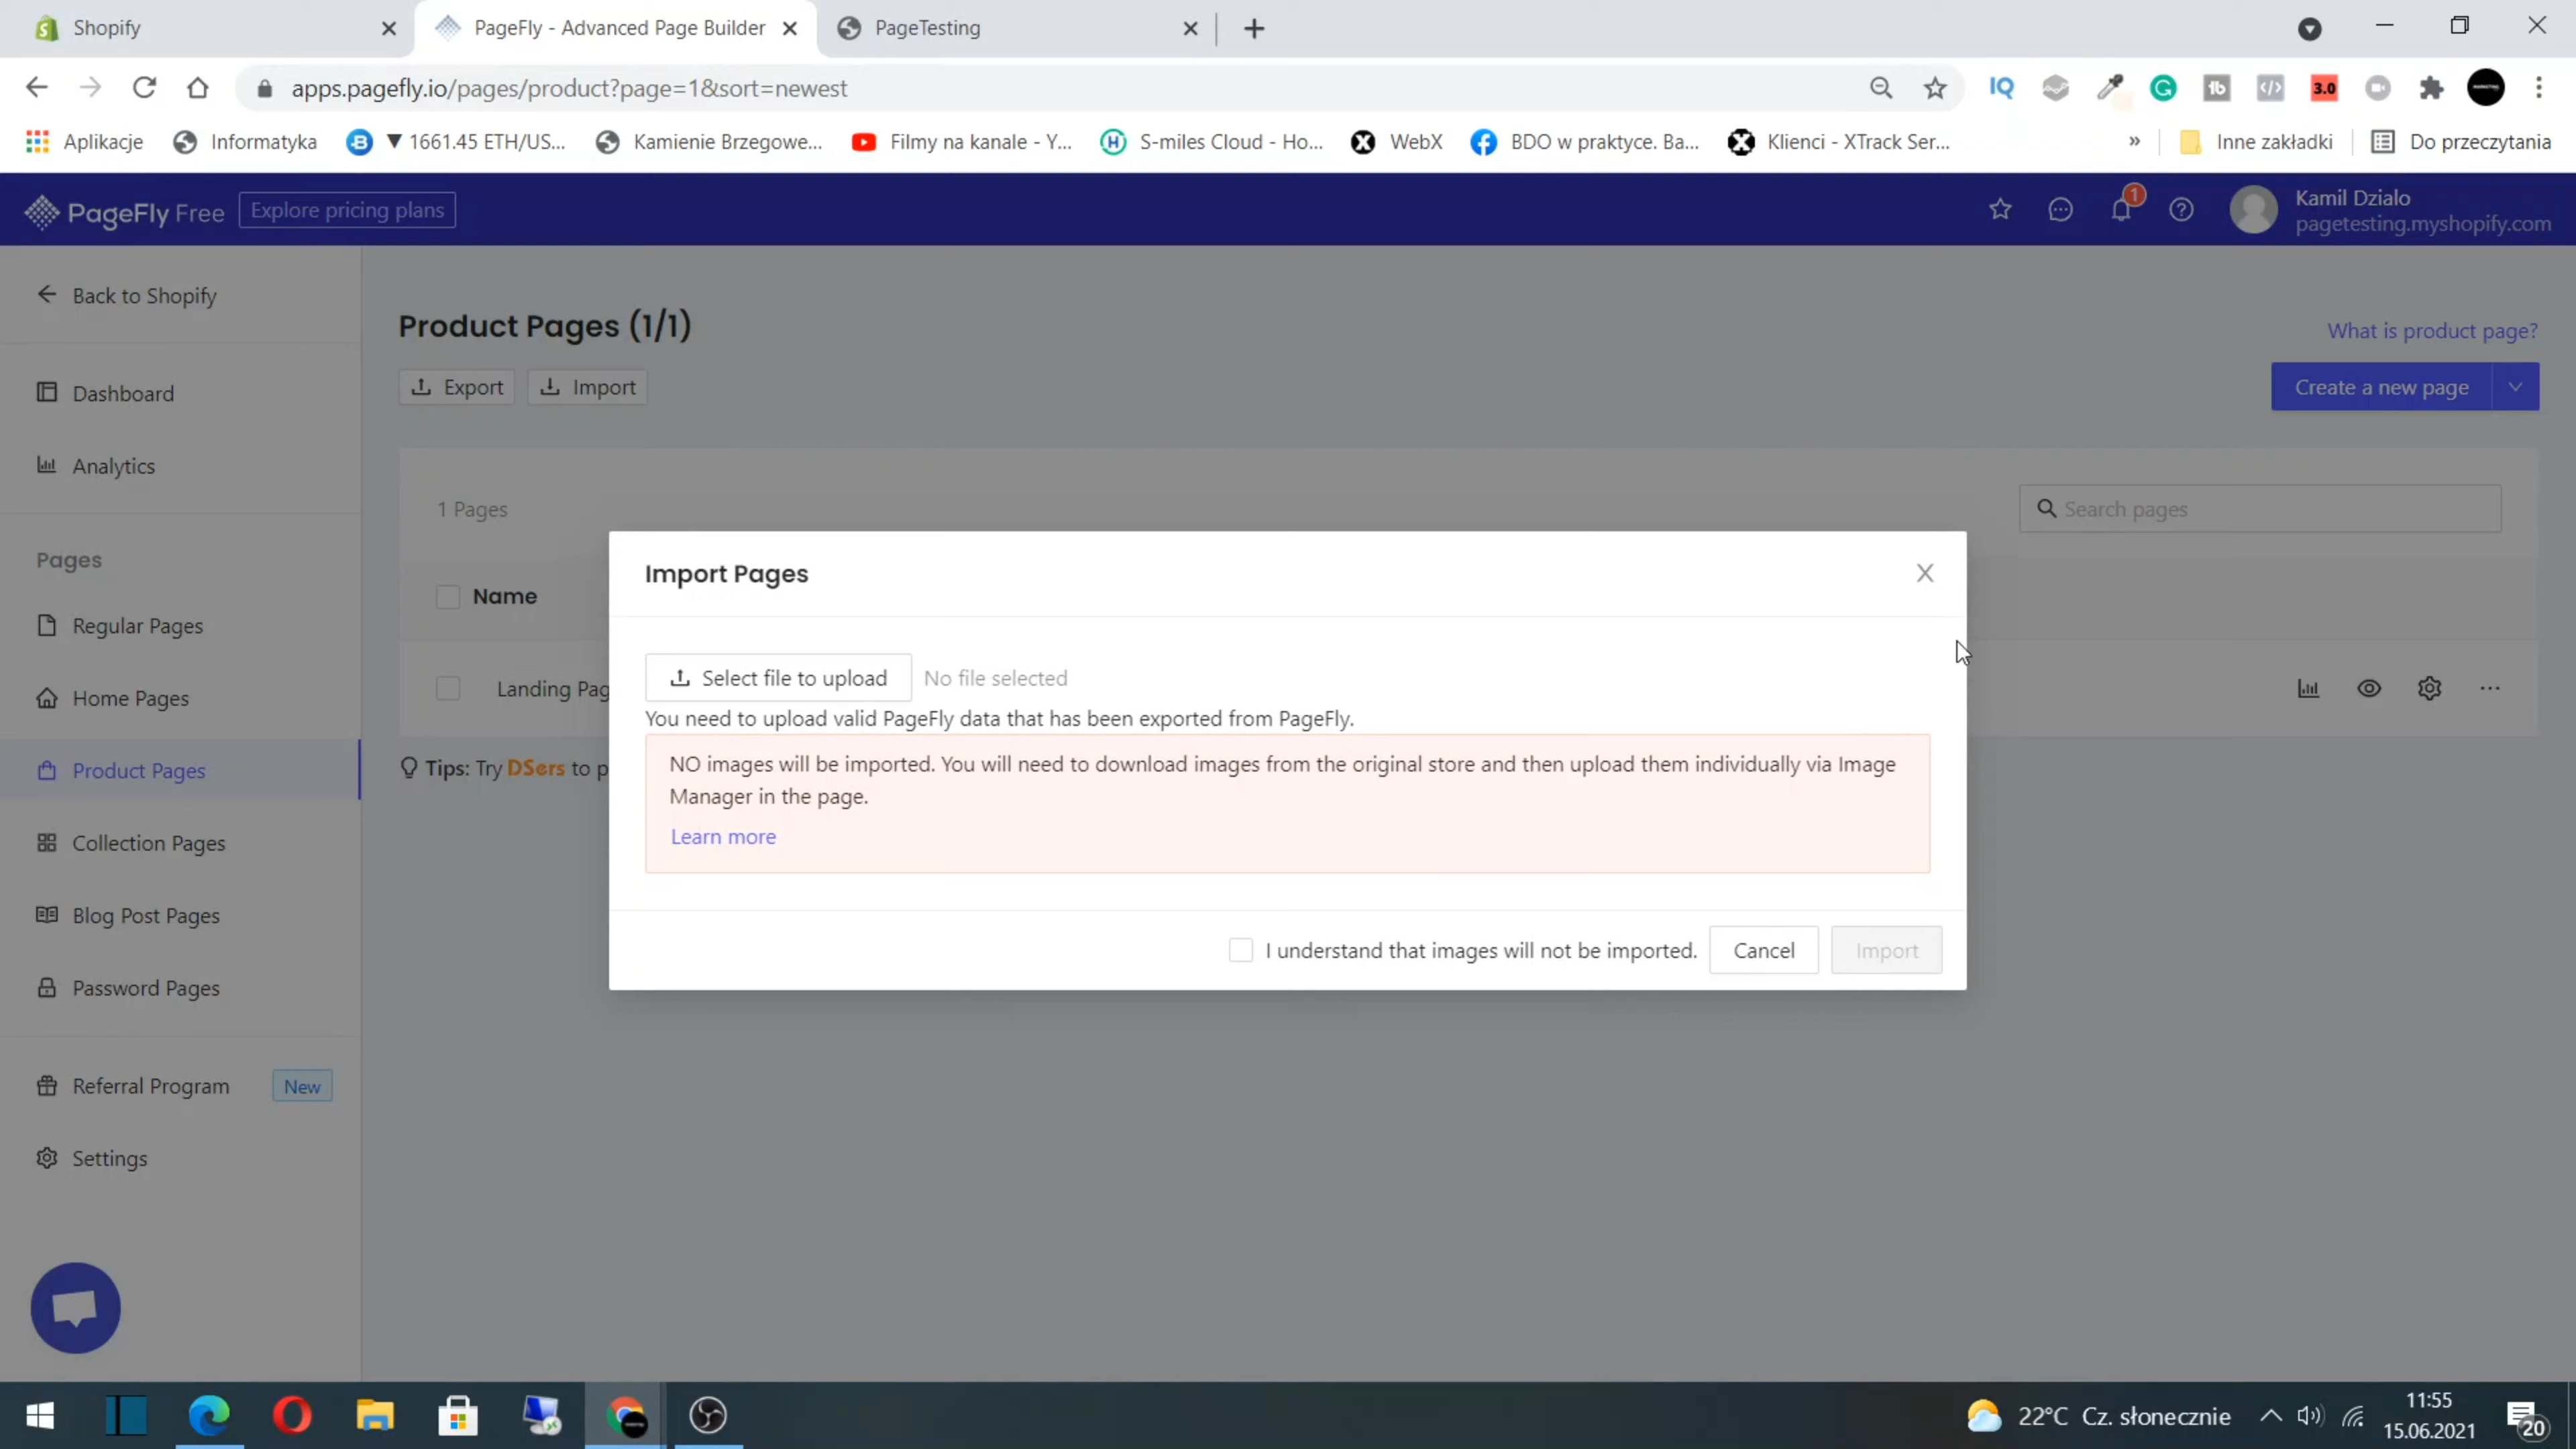 Shopify
PageFly - Advanced Page Builder
PageTesting
apps.pagefly.io/pages/product?page=1&sort=newest
IQ
tb
3.0
Aplikacje
Informatyka
▼ 1661.45 ETH/US...
Kamienie Brzegowe...
Filmy na kanale - Y...
S-miles Cloud - Ho...
WebX
BDO w praktyce. Ba...
Klienci - XTrack Ser...
»
Inne zakładki
Do przeczytania
PageFly Free
Explore pricing plans
1
Kamil Dzialo
pagetesting.myshopify.com
Back to Shopify
Dashboard
Analytics
Pages
Regular Pages
Home Pages
Product Pages
Collection Pages
Blog Post Pages
Password Pages
Referral Program
New
Settings
Product Pages (1/1)
What is product page?
Export
Import
Create a new page
1 Pages
Search pages
Name
Landing Pag
Tips: Try DSers to p
Import Pages
Select file to upload
No file selected
You need to upload valid PageFly data that has been exported from PageFly.
NO images will be imported. You will need to download images from the original store and then upload them individually via Image
Manager in the page.
Learn more
I understand that images will not be imported.
Cancel
Import
22°C Cz. słonecznie
11:55
15.06.2021
20